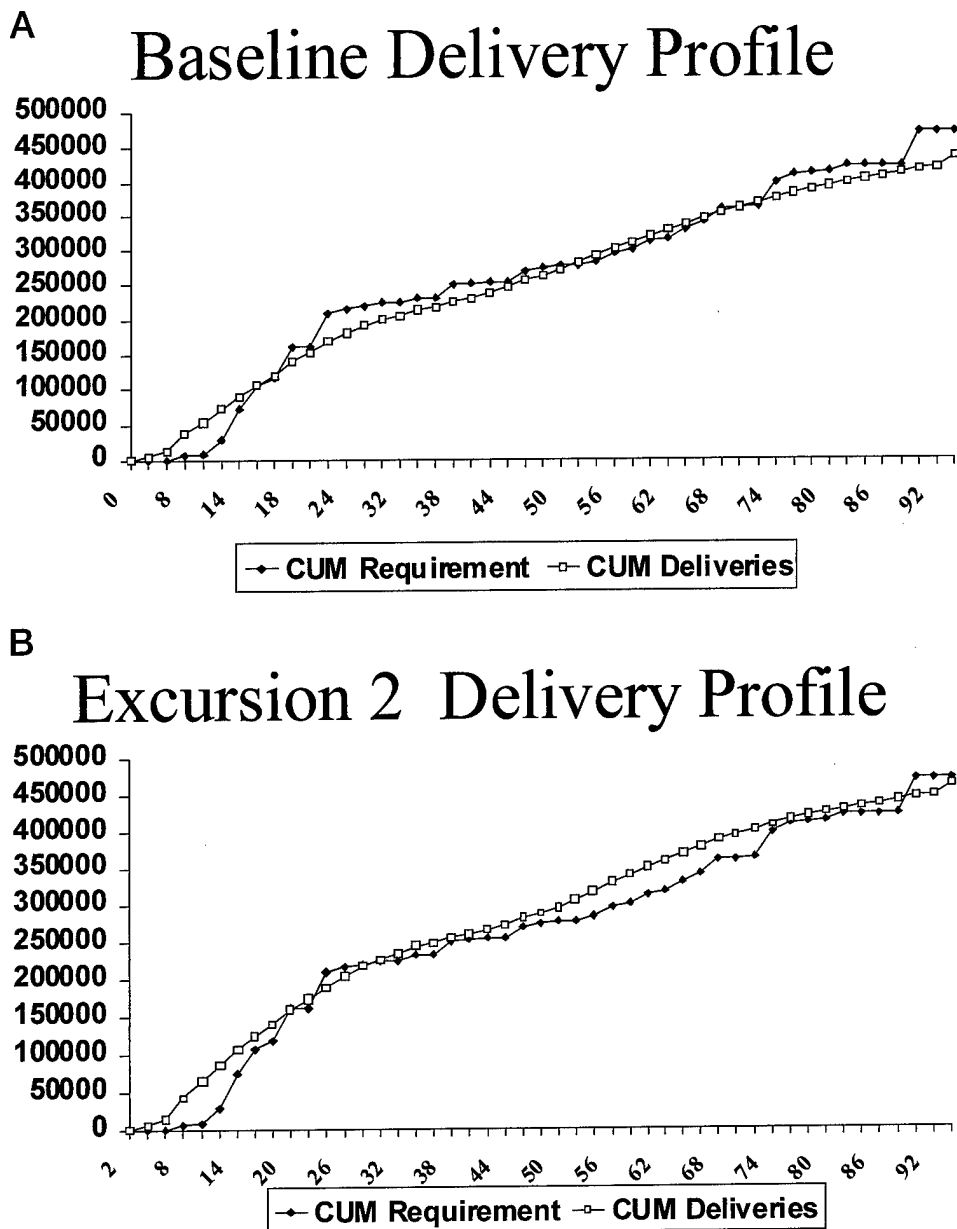 A
Baseline Delivery Profile
500000
450000
400000
350000
300000
250000
200000
150000
100000
50000
0
0 8 14 18 24 32 38 44 50 56 62 68 74 80 86 92
CUM Requirement CUM Deliveries
B
Excursion 2 Delivery Profile
500000
450000
400000
350000
300000
250000
200000
150000
100000
50000
0
2 8 14 20 26 32 38 44 50 56 62 68 74 80 86 92
CUM Requirement CUM Deliveries